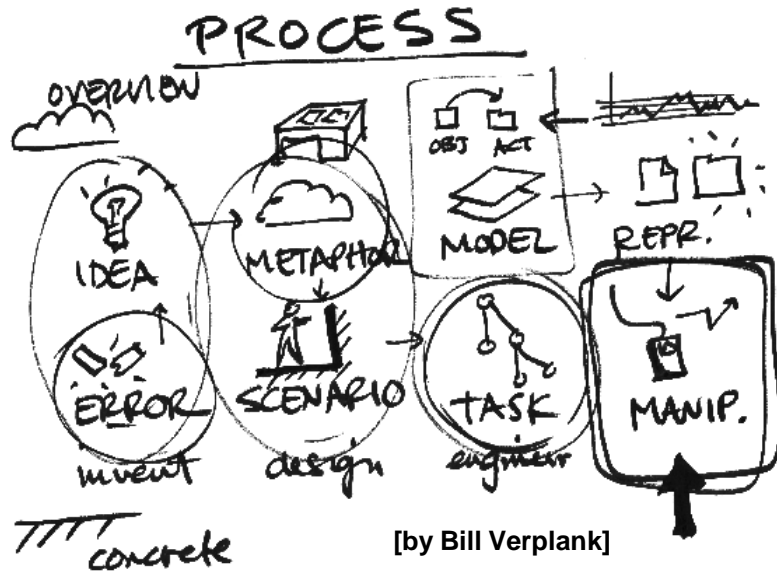 PROCESS
OVERVIEW
OBJ ACT
IDEA
METAPHOR
MODEL
REPR.
ERROR
SCENARIO
TASK
MANIP.
invent
design
engineer
concrete
[by Bill Verplank]